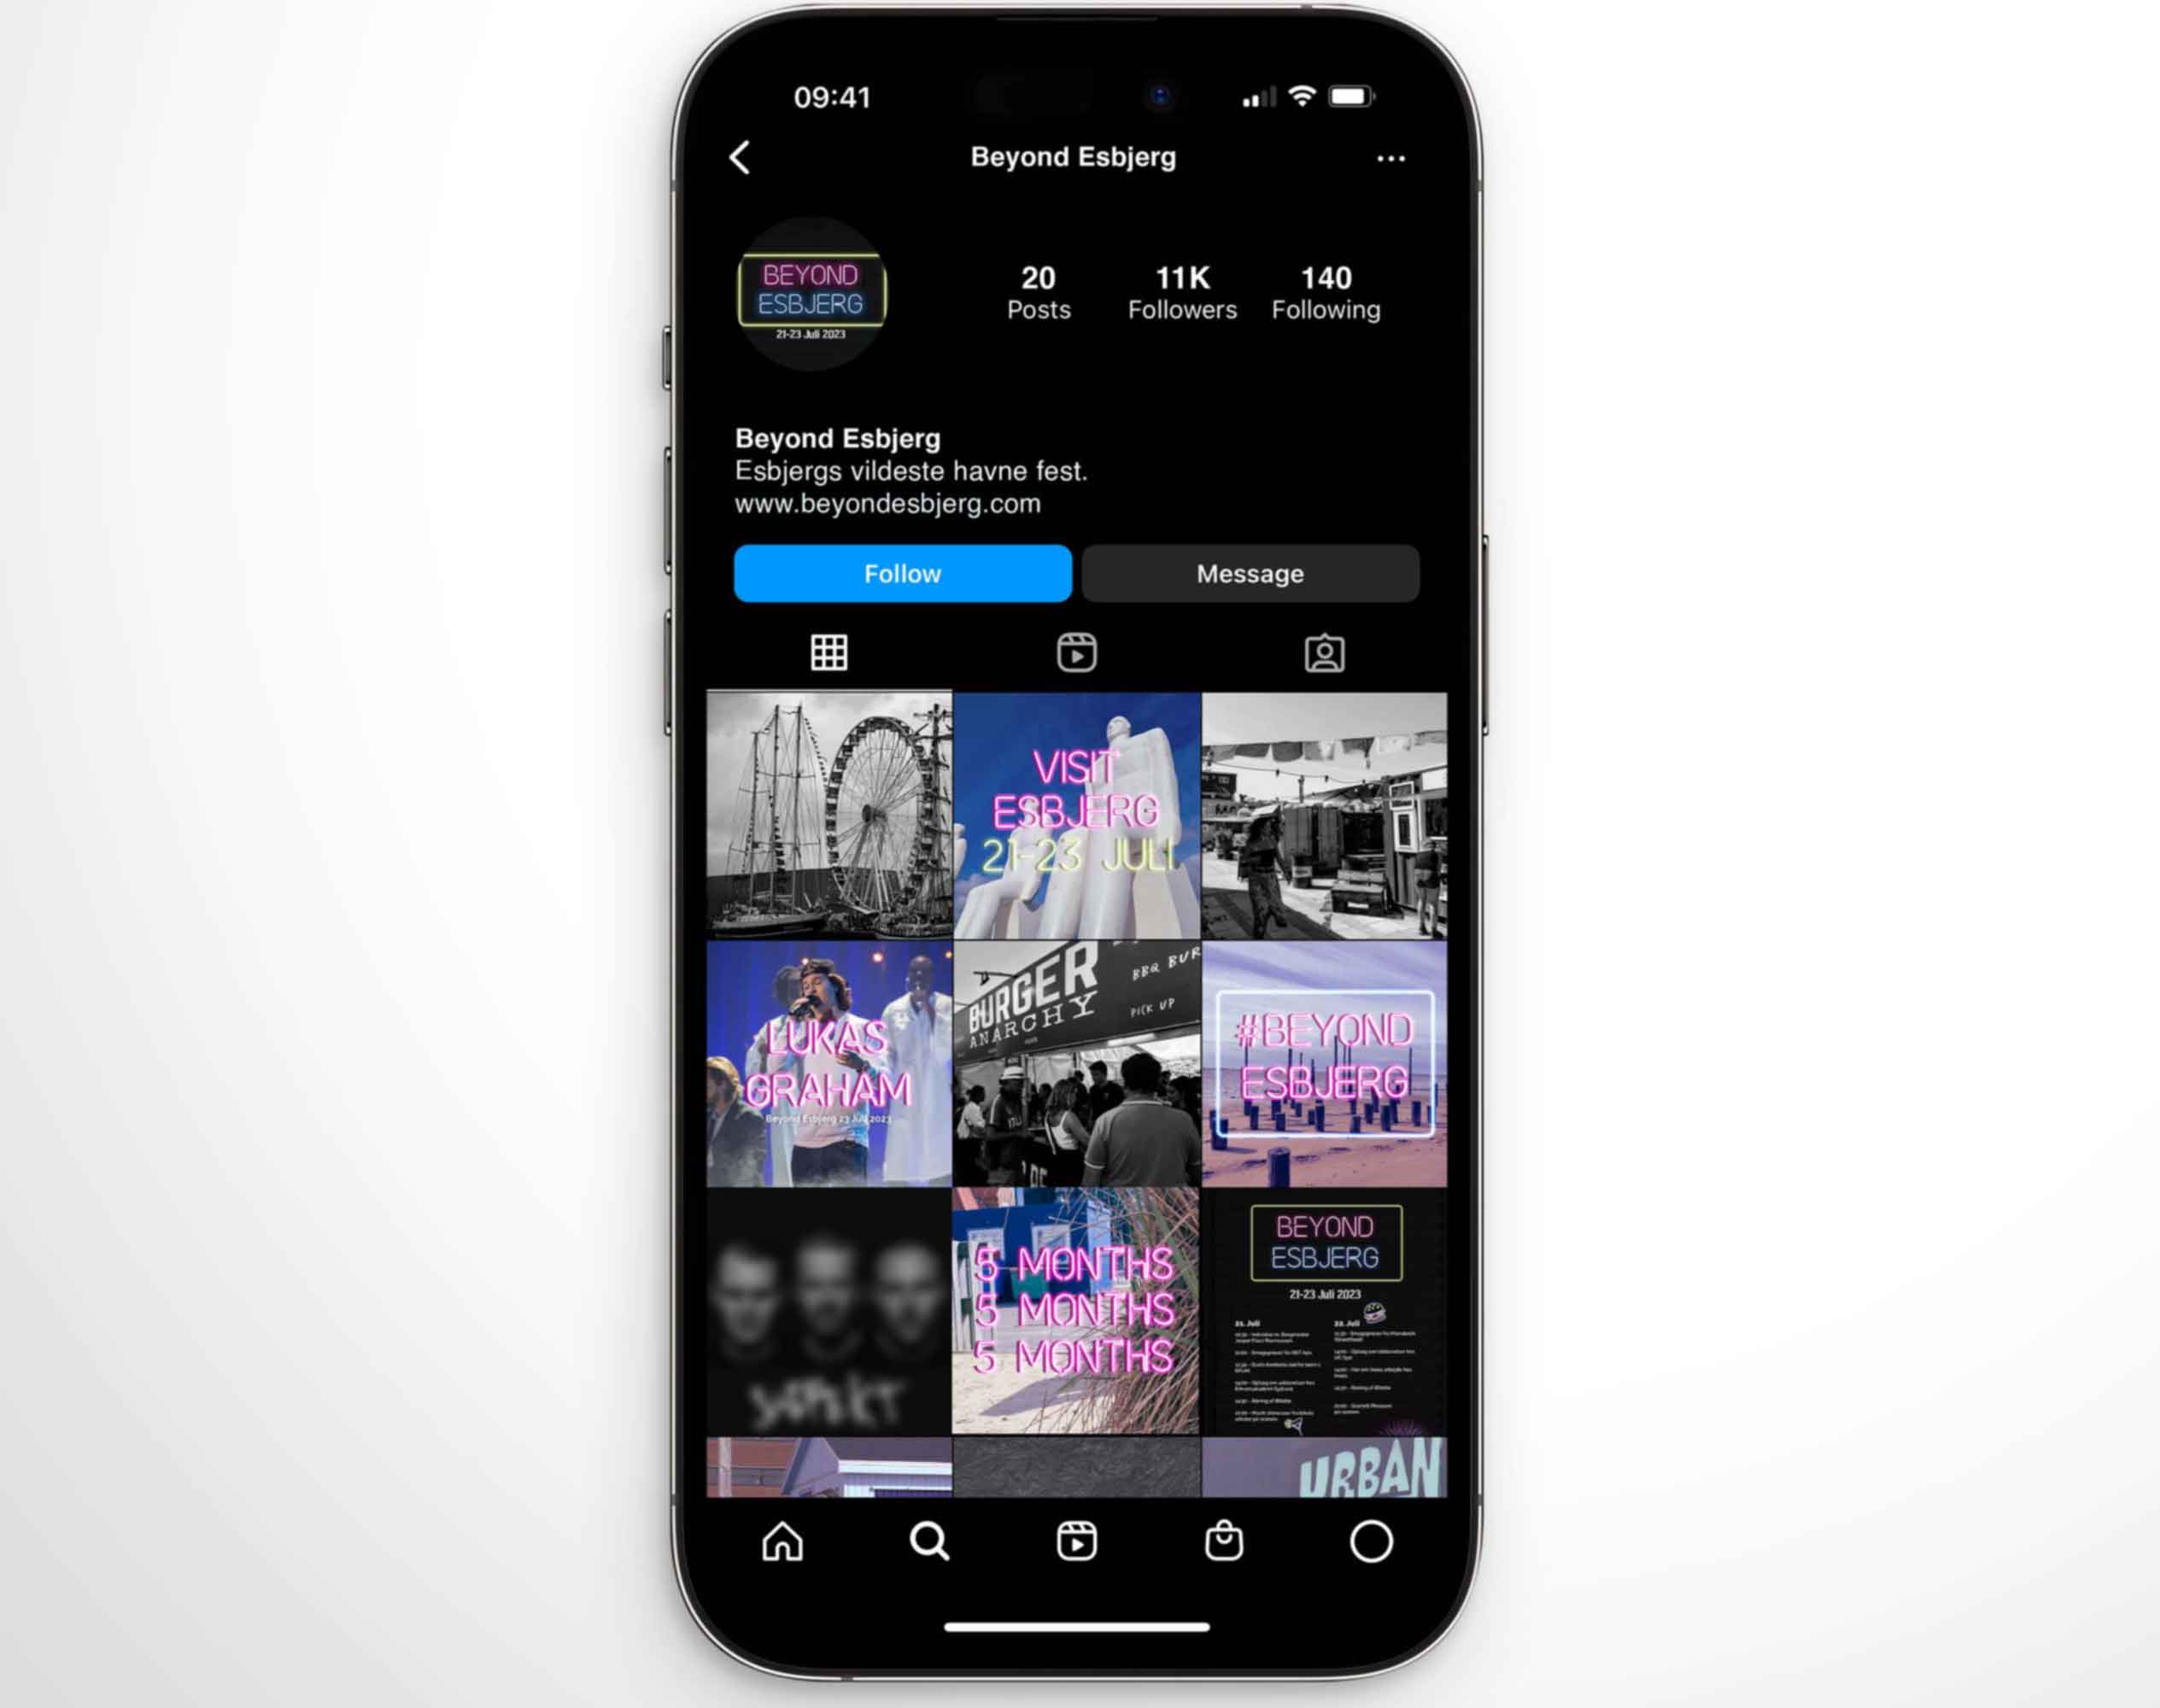 09:41
Beyond Esbjerg
BEYOND
ESBJERG
21-23 Juli 2023
20
Posts
11K
Followers
140
Following
Beyond Esbjerg
Esbjergs vildeste havne fest.
www.beyondesbjerg.com
Follow
Message
VISIT
ESBJERG
21-23 JULI
LUKAS
GRAHAM
Beyond Esbjerg 23 Juli 2023
BURGER
ANARCHY
BBQ BUR
PICK UP
#BEYOND
ESBJERG
5 MONTHS
5 MONTHS
5 MONTHS
BEYOND
ESBJERG
21-23 Juli 2023
21. Juli
22. Juli
URBAN